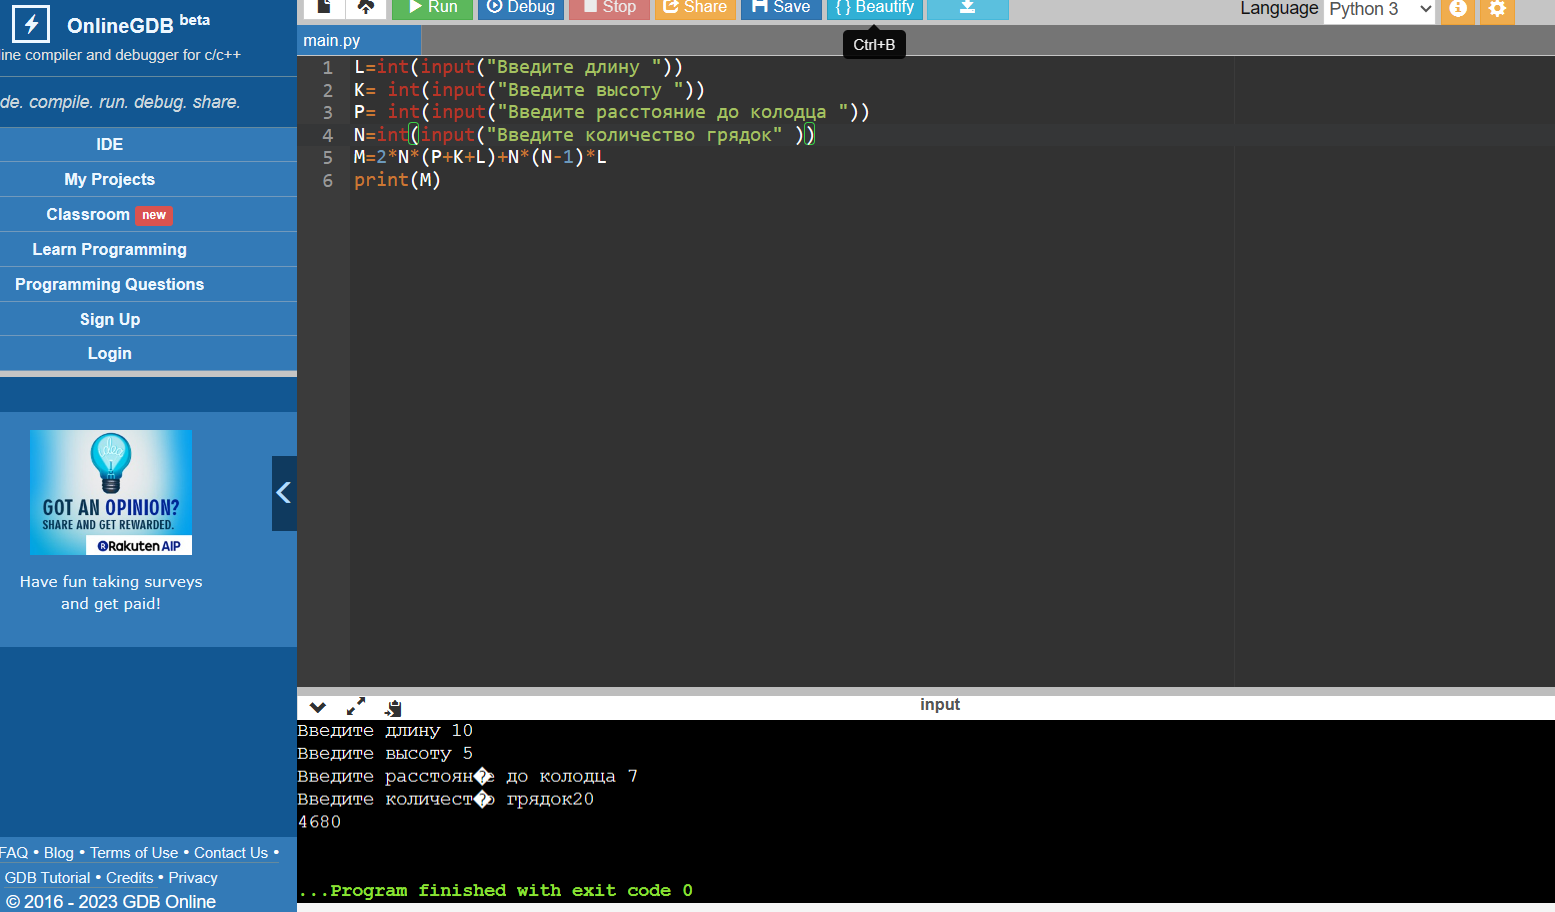 OnlineGDB beta
ine compiler and debugger for c/c++
de. compile. run. debug. share.
IDE
My Projects
Classroom new
Learn Programming
Programming Questions
Sign Up
Login
idea
GOT AN OPINION?
SHARE AND GET REWARDED.
Rakuten AIP
Have fun taking surveys
and get paid!
FAQ • Blog • Terms of Use • Contact Us •
GDB Tutorial • Credits • Privacy
© 2016 - 2023 GDB Online
Run Debug Stop Share Save { } Beautify
Language Python 3
Ctrl+B
main.py
1 L=int(input("Введите длину "))
2 K= int(input("Введите высоту "))
3 P= int(input("Введите расстояние до колодца "))
4 N=int(input("Введите количество грядок" ))
5 M=2*N*(P+K+L)+N*(N-1)*L
6 print(M)
input
Введите длину 10
Введите высоту 5
Введите расстоян�е до колодца 7
Введите количест�о грядок20
4680
...Program finished with exit code 0